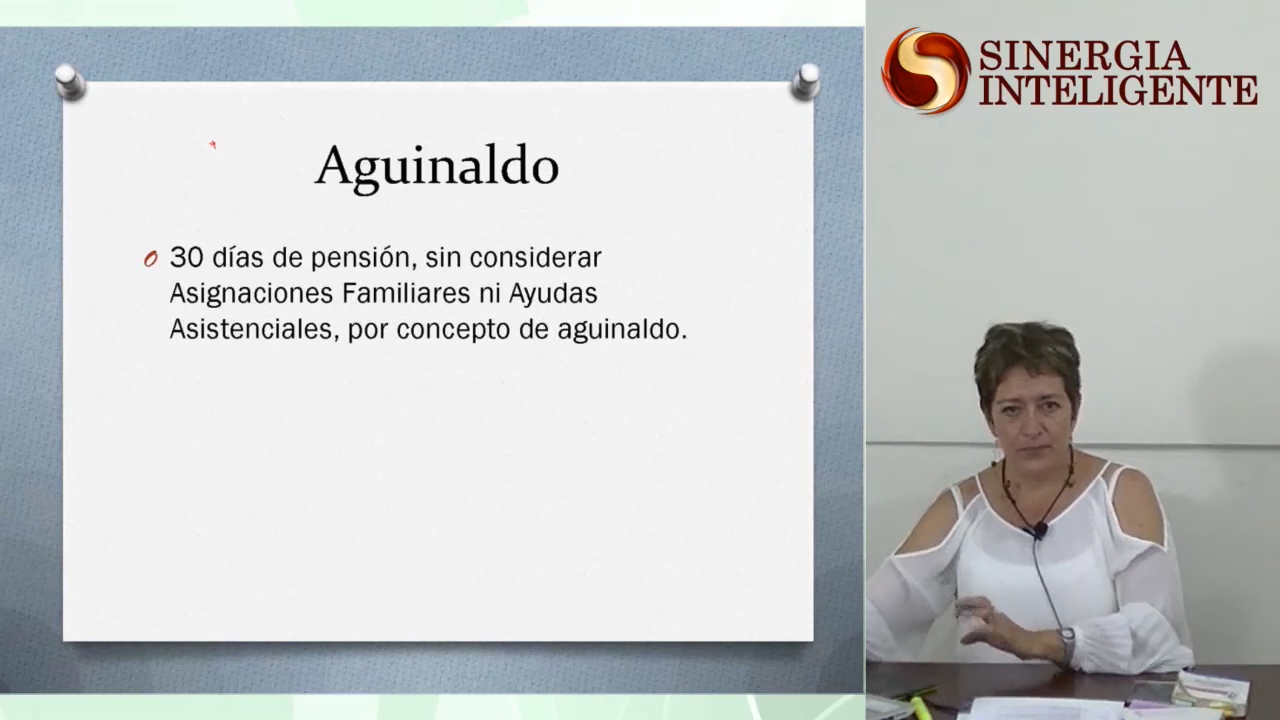 Aguinaldo
30 días de pensión, sin considerar
Asignaciones Familiares ni Ayudas
Asistenciales, por concepto de aguinaldo.
SINERGIA
INTELIGENTE